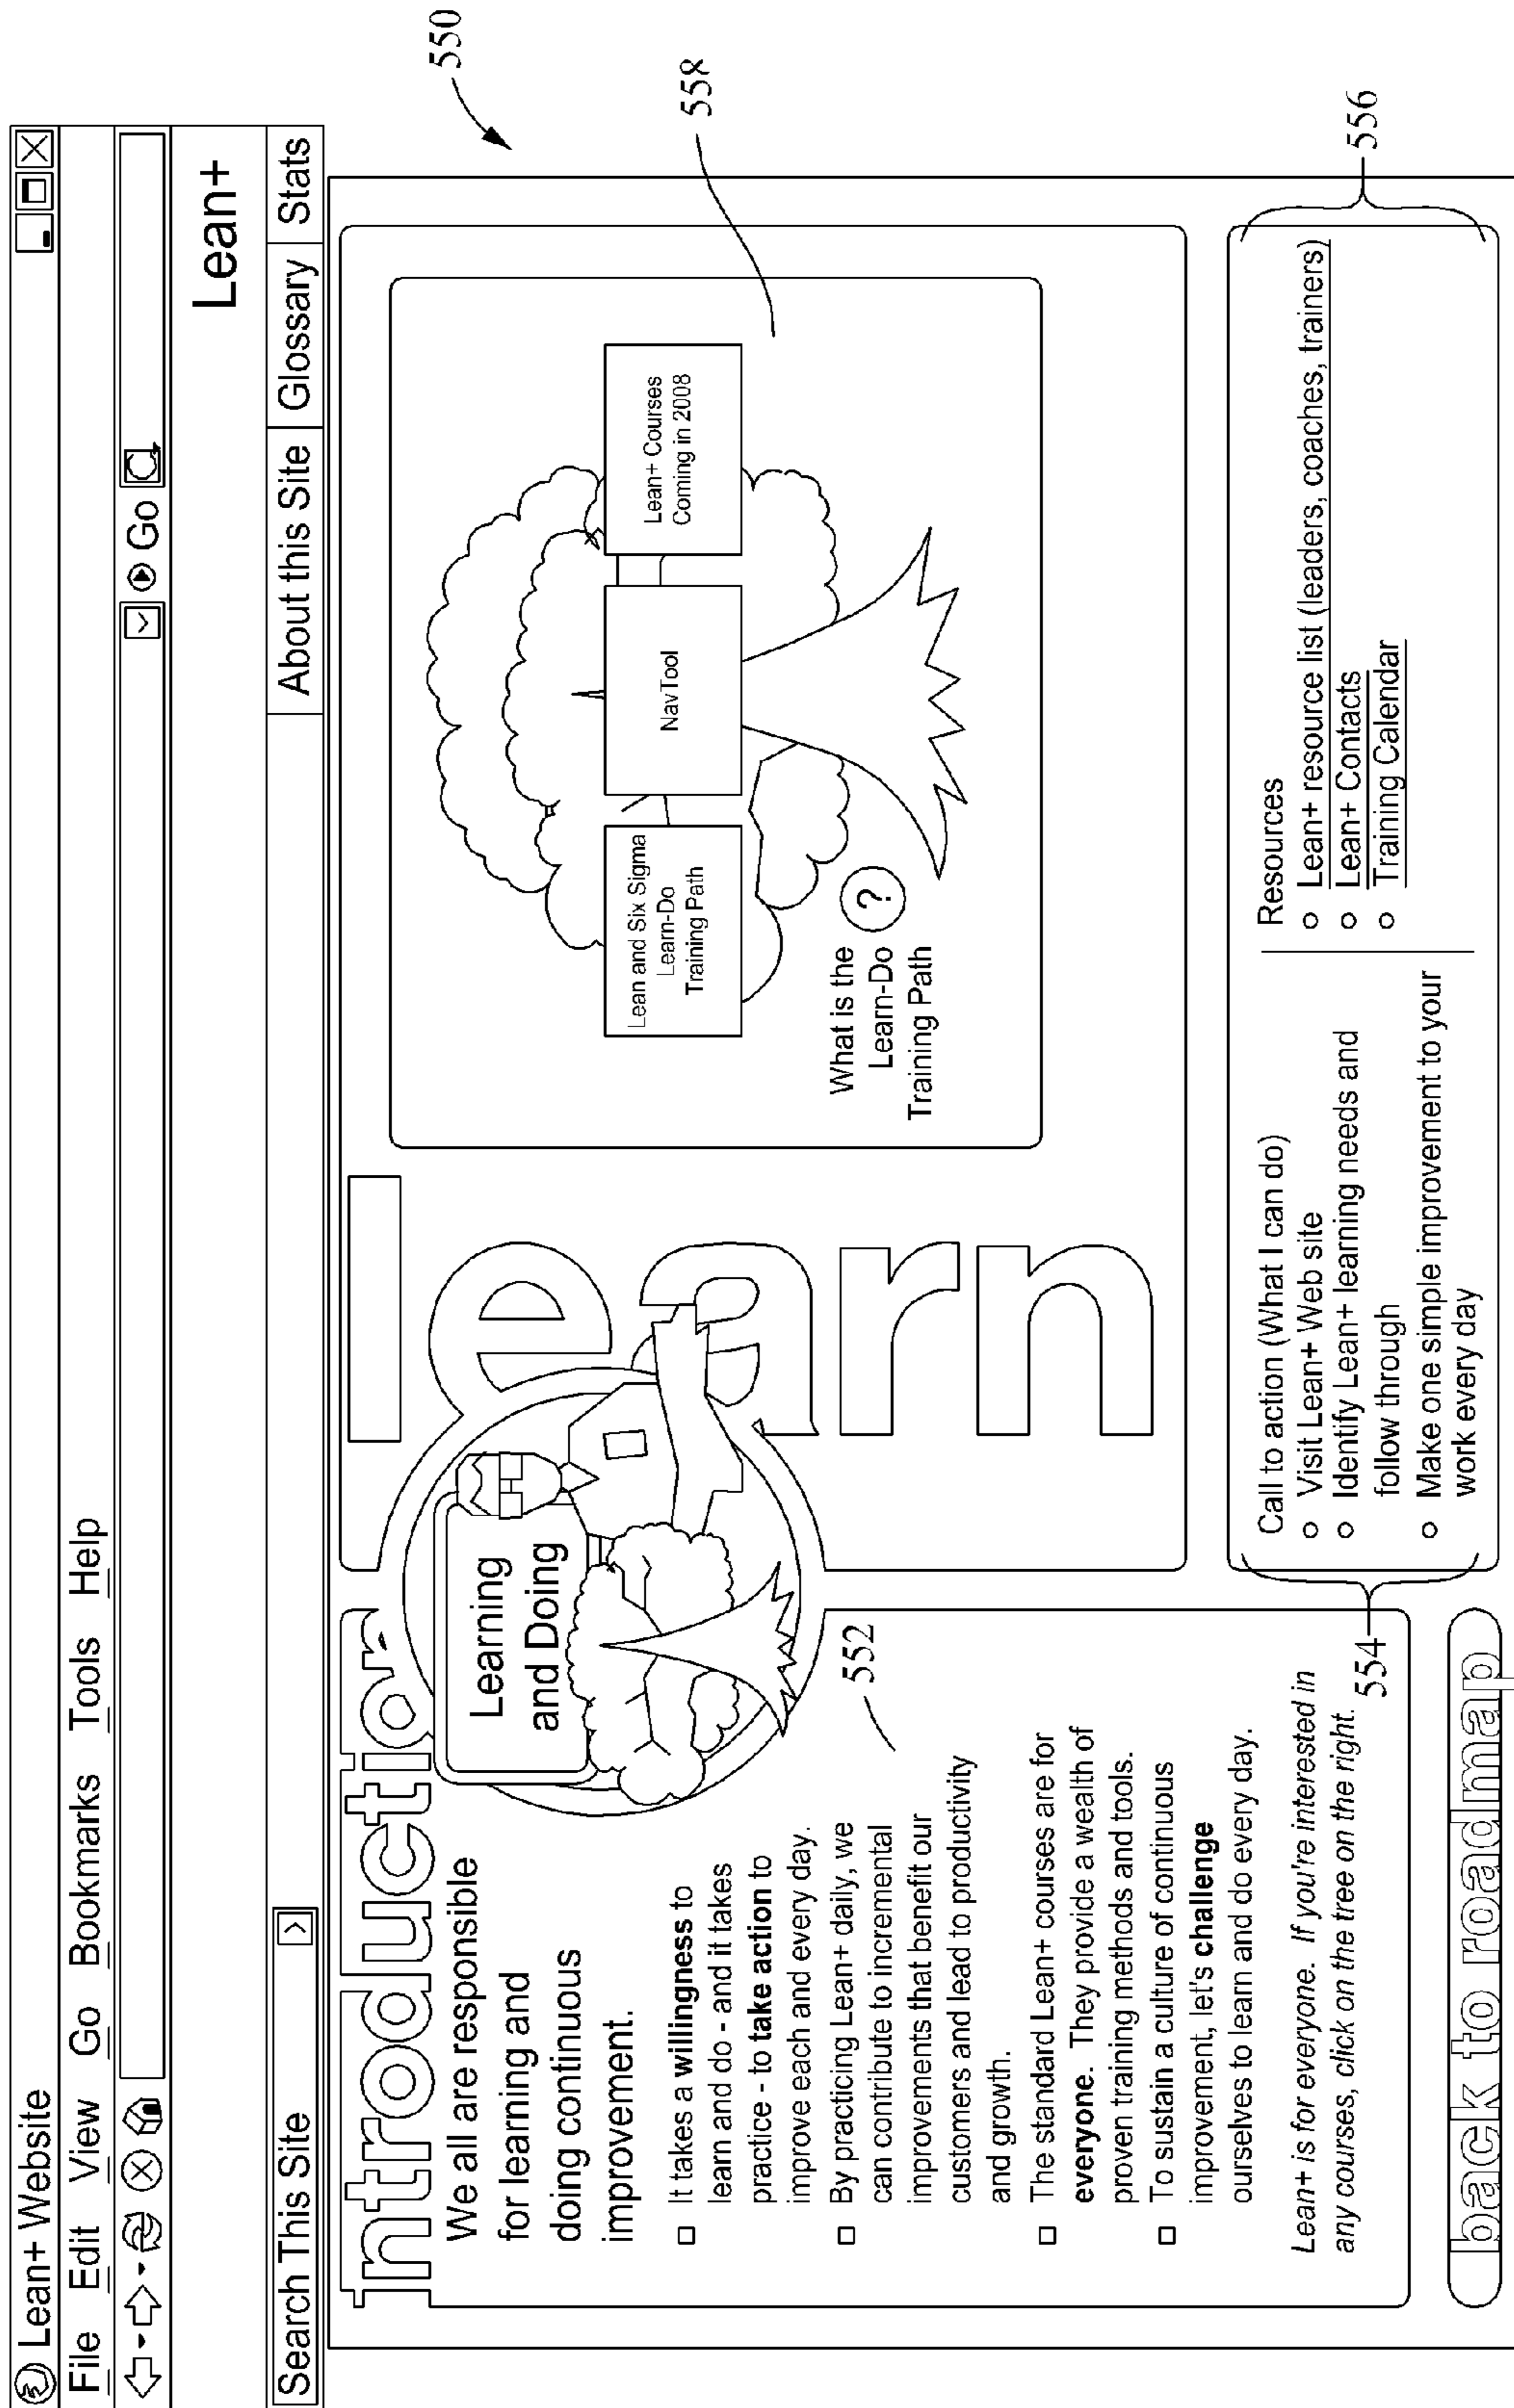 Lean+ Website
File Edit View Go Bookmarks Tools Help
Go
Lean+
Search This Site
About this Site Glossary Stats
Introduction
We all are responsible
for learning and
doing continuous
improvement.
It takes a willingness to
learn and do - and it takes
practice - to take action to
improve each and every day.
By practicing Lean+ daily, we
can contribute to incremental
improvements that benefit our
customers and lead to productivity
and growth.
The standard Lean+ courses are for
everyone. They provide a wealth of
proven training methods and tools.
To sustain a culture of continuous
improvement, let's challenge
ourselves to learn and do every day.
Lean+ is for everyone. If you're interested in
any courses, click on the tree on the right.
552
back to roadmap
Learning
and Doing
learn
Lean and Six Sigma
Learn-Do
Training Path
NavTool
Lean+ Courses
Coming in 2008
What is the
Learn-Do
Training Path
?
550
558
554
Call to action (What I can do)
Visit Lean+ Web site
Identify Lean+ learning needs and
follow through
Make one simple improvement to your
work every day
Resources
Lean+ resource list (leaders, coaches, trainers)
Lean+ Contacts
Training Calendar
556